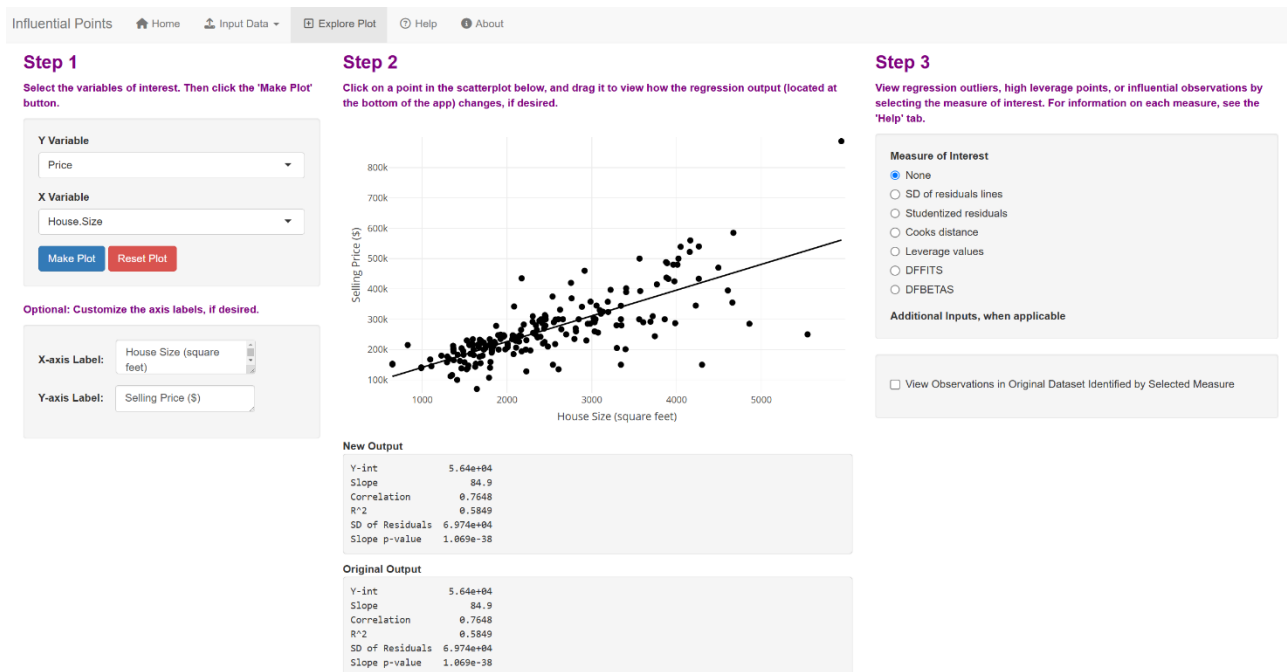 Influential Points Home Input Data Explore Plot Help About
Step 1
Select the variables of interest. Then click the 'Make Plot'
button.
Y Variable
Price
X Variable
House.Size
Make Plot Reset Plot
Optional: Customize the axis labels, if desired.
X-axis Label: House Size (square
feet)
Y-axis Label: Selling Price ($)
Step 2
Click on a point in the scatterplot below, and drag it to view how the regression output (located at
the bottom of the app) changes, if desired.
800k
700k
600k
500k
400k
300k
200k
100k
Selling Price ($)
1000 2000 3000 4000 5000
House Size (square feet)
New Output
Y-int 5.64e+04
Slope 84.9
Correlation 0.7648
R^2 0.5849
SD of Residuals 6.974e+04
Slope p-value 1.069e-38
Original Output
Y-int 5.64e+04
Slope 84.9
Correlation 0.7648
R^2 0.5849
SD of Residuals 6.974e+04
Slope p-value 1.069e-38
Step 3
View regression outliers, high leverage points, or influential observations by
selecting the measure of interest. For information on each measure, see the
'Help' tab.
Measure of Interest
None
SD of residuals lines
Studentized residuals
Cooks distance
Leverage values
DFFITS
DFBETAS
Additional Inputs, when applicable
View Observations in Original Dataset Identified by Selected Measure